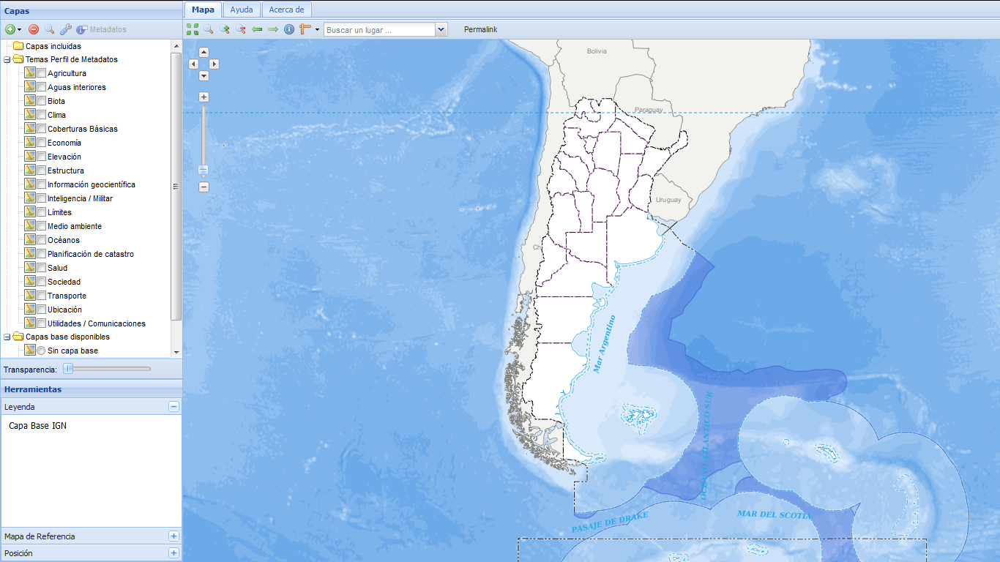 Capas
Metadatos
Capas incluidas
Temas Perfil de Metadatos
Agricultura
Aguas interiores
Biota
Clima
Coberturas Básicas
Economía
Elevación
Estructura
Información geocientífica
Inteligencia / Militar
Límites
Medio ambiente
Océanos
Planificación de catastro
Salud
Sociedad
Transporte
Ubicación
Utilidades / Comunicaciones
Capas base disponibles
Sin capa base
Transparencia:
Herramientas
Leyenda
Capa Base IGN
Mapa de Referencia
Posición
Mapa
Ayuda
Acerca de
Buscar un lugar ...
Permalink
Bolivia
Paraguay
Uruguay
Ch
Mar Argentino
OCEANO ATLANTICO SUR
PASAJE DE DRAKE
MAR DEL SCOTIA